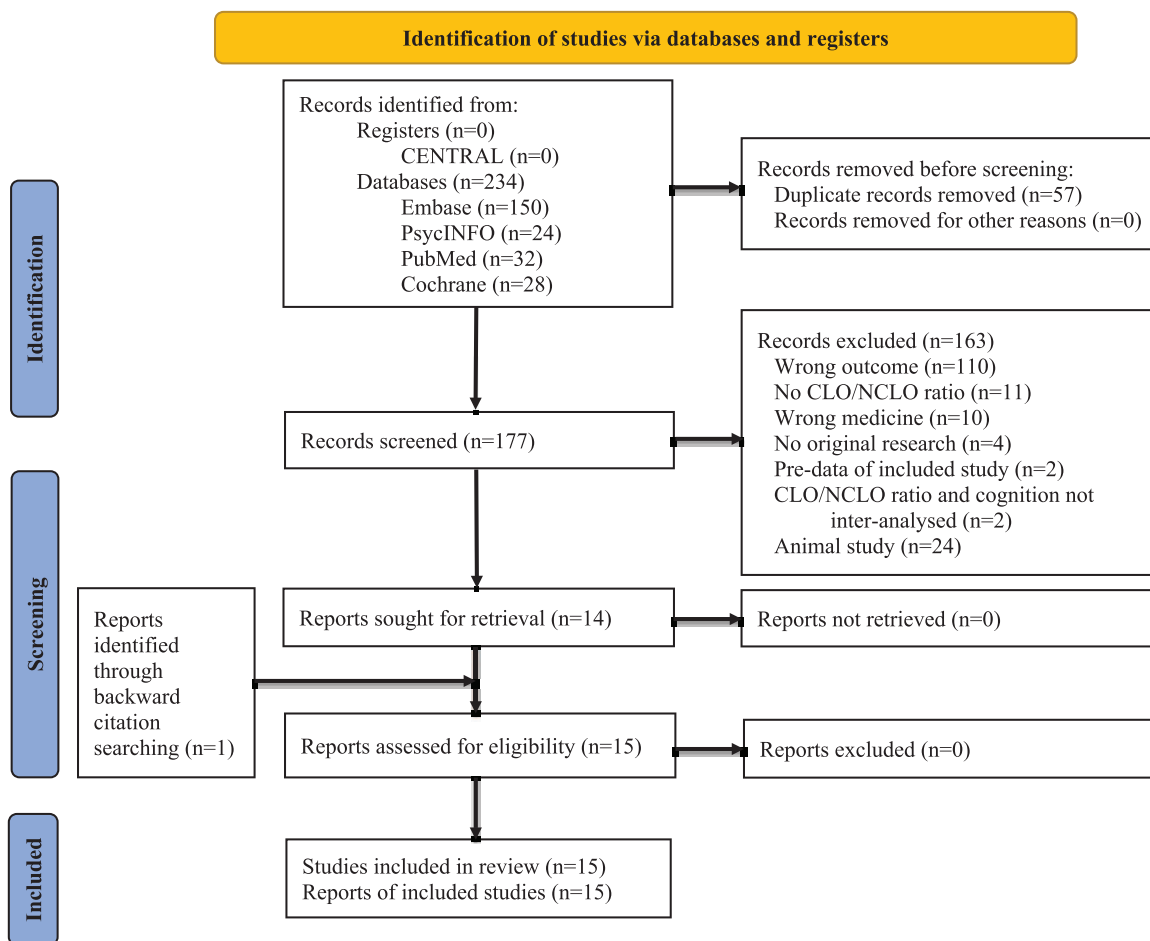 Identification of studies via databases and registers
Records identified from:
Registers (n=0)
CENTRAL (n=0)
Databases (n=234)
Embase (n=150)
PsycINFO (n=24)
PubMed (n=32)
Cochrane (n=28)
Records removed before screening:
Duplicate records removed (n=57)
Records removed for other reasons (n=0)
Identification
Records screened (n=177)
Records excluded (n=163)
Wrong outcome (n=110)
No CLO/NCLO ratio (n=11)
Wrong medicine (n=10)
No original research (n=4)
Pre-data of included study (n=2)
CLO/NCLO ratio and cognition not
inter-analysed (n=2)
Animal study (n=24)
Screening
Reports sought for retrieval (n=14)
Reports not retrieved (n=0)
Reports
identified
through
backward
citation
searching (n=1)
Reports assessed for eligibility (n=15)
Reports excluded (n=0)
Included
Studies included in review (n=15)
Reports of included studies (n=15)